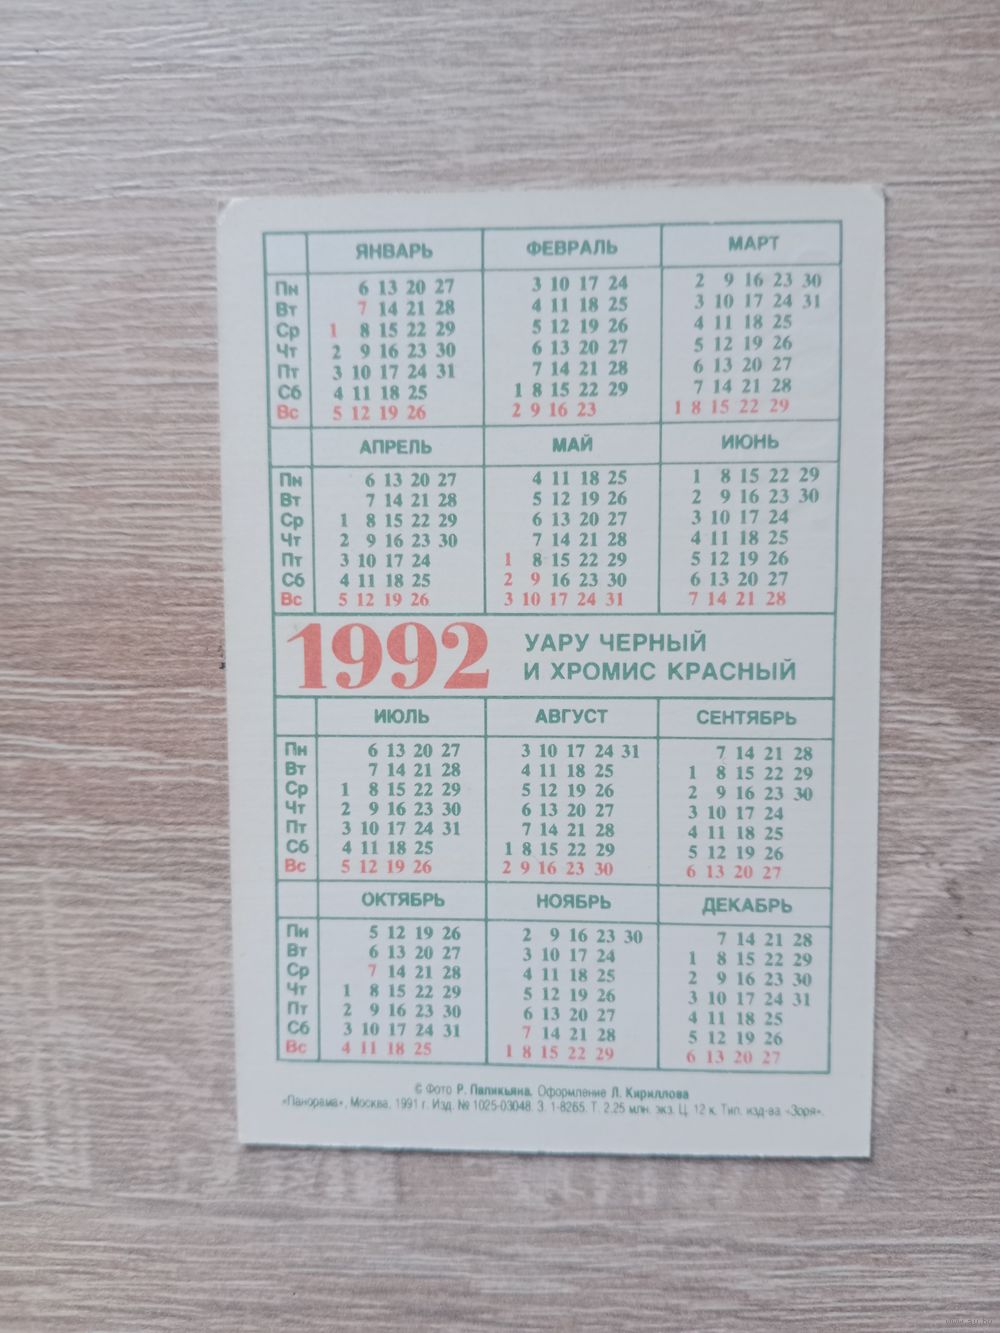 ЯНВАРЬ ФЕВРАЛЬ МАРТ
Пн 6 13 20 27 3 10 17 24 2 9 16 23 30
Вт 7 14 21 28 4 11 18 25 3 10 17 24 31
Ср 1 8 15 22 29 5 12 19 26 4 11 18 25
Чт 2 9 16 23 30 6 13 20 27 5 12 19 26
Пт 3 10 17 24 31 7 14 21 28 6 13 20 27
Сб 4 11 18 25 1 8 15 22 29 7 14 21 28
Вс 5 12 19 26 2 9 16 23 1 8 15 22 29
АПРЕЛЬ МАЙ ИЮНЬ
Пн 6 13 20 27 4 11 18 25 1 8 15 22 29
Вт 7 14 21 28 5 12 19 26 2 9 16 23 30
Ср 1 8 15 22 29 6 13 20 27 3 10 17 24
Чт 2 9 16 23 30 7 14 21 28 4 11 18 25
Пт 3 10 17 24 1 8 15 22 29 5 12 19 26
Сб 4 11 18 25 2 9 16 23 30 6 13 20 27
Вс 5 12 19 26 3 10 17 24 31 7 14 21 28
1992 УАРУ ЧЕРНЫЙ
И ХРОМИС КРАСНЫЙ
ИЮЛЬ АВГУСТ СЕНТЯБРЬ
Пн 6 13 20 27 3 10 17 24 31 7 14 21 28
Вт 7 14 21 28 4 11 18 25 1 8 15 22 29
Ср 1 8 15 22 29 5 12 19 26 2 9 16 23 30
Чт 2 9 16 23 30 6 13 20 27 3 10 17 24
Пт 3 10 17 24 31 7 14 21 28 4 11 18 25
Сб 4 11 18 25 1 8 15 22 29 5 12 19 26
Вс 5 12 19 26 2 9 16 23 30 6 13 20 27
ОКТЯБРЬ НОЯБРЬ ДЕКАБРЬ
Пн 5 12 19 26 2 9 16 23 30 7 14 21 28
Вт 6 13 20 27 3 10 17 24 1 8 15 22 29
Ср 7 14 21 28 4 11 18 25 2 9 16 23 30
Чт 1 8 15 22 29 5 12 19 26 3 10 17 24 31
Пт 2 9 16 23 30 6 13 20 27 4 11 18 25
Сб 3 10 17 24 31 7 14 21 28 5 12 19 26
Вс 4 11 18 25 1 8 15 22 29 6 13 20 27
© Фото Р. Папикьяна. Оформление Л. Кириллова
«Панорама», Москва, 1991 г. Изд. № 1025-03048. З. 1-8265. Т. 2,25 млн. экз. Ц. 12 к. Тип. изд-ва «Зоря».